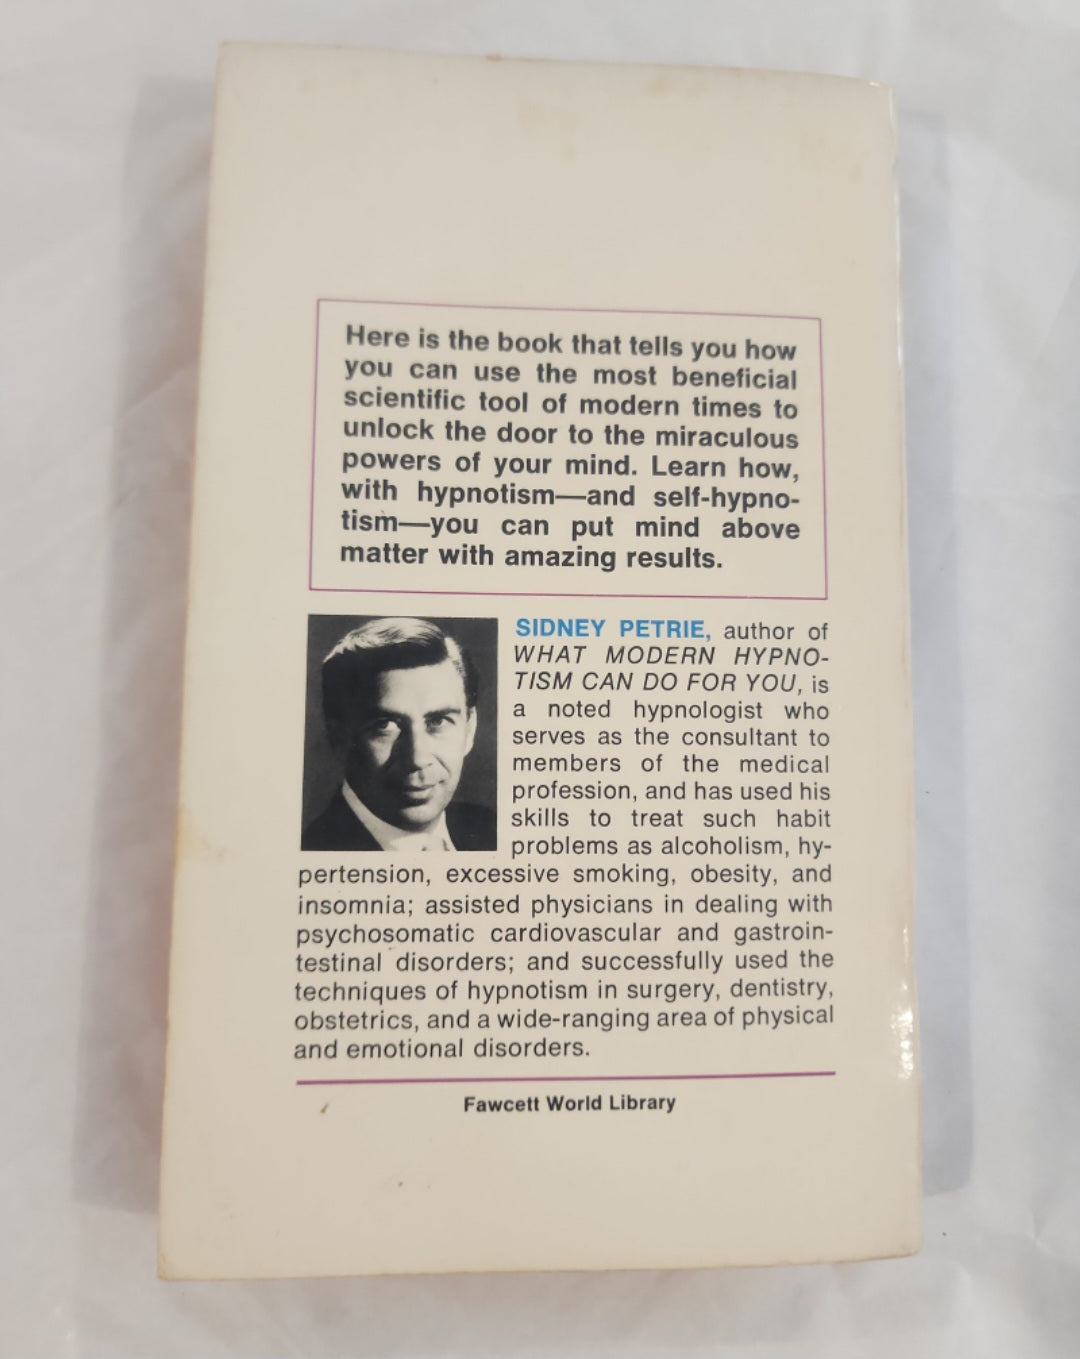 Here is the book that tells you how
you can use the most beneficial
scientific tool of modern times to
unlock the door to the miraculous
powers of your mind. Learn how,
with hypnotism—and self-hypno-
tism—you can put mind above
matter with amazing results.
SIDNEY PETRIE, author of
WHAT MODERN HYPNO-
TISM CAN DO FOR YOU, is
a noted hypnologist who
serves as the consultant to
members of the medical
profession, and has used his
skills to treat such habit
problems as alcoholism, hy-
pertension, excessive smoking, obesity, and
insomnia; assisted physicians in dealing with
psychosomatic cardiovascular and gastroin-
testinal disorders; and successfully used the
techniques of hypnotism in surgery, dentistry,
obstetrics, and a wide-ranging area of physical
and emotional disorders.
Fawcett World Library